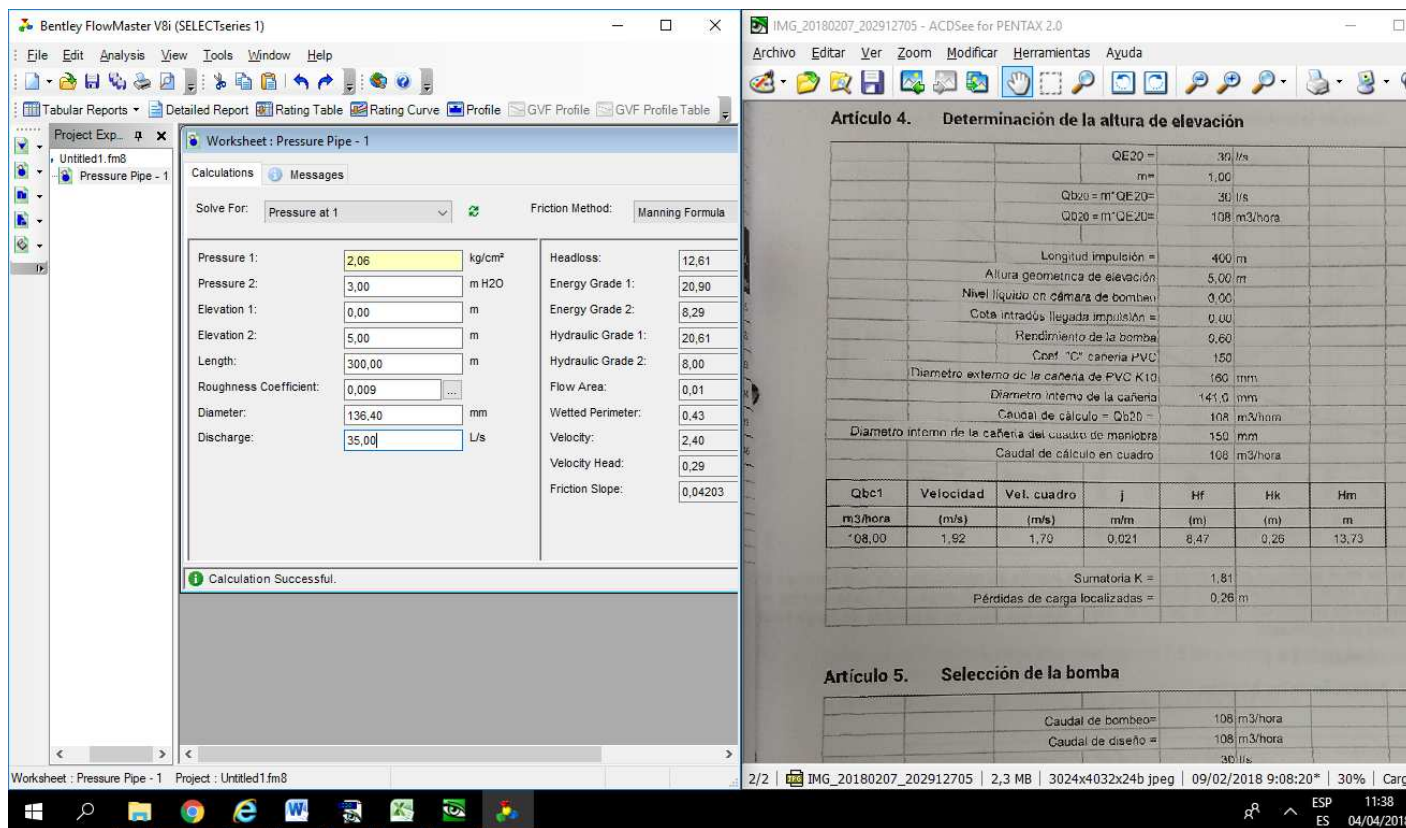 Bentley FlowMaster V8i (SELECTseries 1)
File Edit Analysis View Tools Window Help
Tabular Reports Detailed Report Rating Table Rating Curve Profile GVF Profile GVF Profile Table
Project Exp...
Untitled1.fm8
Pressure Pipe - 1
Worksheet : Pressure Pipe - 1
Calculations Messages
Solve For: Pressure at 1 Friction Method: Manning Formula
Pressure 1: 2,06 kg/cm² Headloss: 12,61
Pressure 2: 3,00 m H2O Energy Grade 1: 20,90
Elevation 1: 0,00 m Energy Grade 2: 8,29
Elevation 2: 5,00 m Hydraulic Grade 1: 20,61
Length: 300,00 m Hydraulic Grade 2: 8,00
Roughness Coefficient: 0,009 ... Flow Area: 0,01
Diameter: 136,40 mm Wetted Perimeter: 0,43
Discharge: 35,00 L/s Velocity: 2,40
Velocity Head: 0,29
Friction Slope: 0,04203
Calculation Successful.
Worksheet : Pressure Pipe - 1 Project : Untitled1.fm8
IMG_20180207_202912705 - ACDSee for PENTAX 2.0
Archivo Editar Ver Zoom Modificar Herramientas Ayuda
Artículo 4. Determinación de la altura de elevación
QE20 = 30 l/s
m= 1,00
Qb20 = m*QE20= 30 l/s
Qb20 = m*QE20= 108 m3/hora
Longitud impulsión = 400 m
Altura geometrica de elevación 5,00 m
Nivel líquido en cámara de bombeo 0,00
Cota intradós llegada impulsión = 0,00
Rendimiento de la bomba 0,60
Coef. "C" cañeria PVC 150
Diametro externo de la cañeria de PVC K10 160 mm
Diametro interno de la cañeria 141,0 mm
Caudal de cálculo = Qb20 = 108 m3/hora
Diametro interno de la cañeria del cuadro de maniobra 150 mm
Caudal de cálculo en cuadro 108 m3/hora
Qbc1 Velocidad Vel. cuadro j Hf Hk Hm
m3/hora (m/s) (m/s) m/m (m) (m) m
108,00 1,92 1,70 0,021 8,47 0,26 13,73
Sumatoria K = 1,81
Pérdidas de carga localizadas = 0,26 m
Artículo 5. Selección de la bomba
Caudal de bombeo= 108 m3/hora
Caudal de diseño = 108 m3/hora
30 l/s
2/2 IMG_20180207_202912705 2,3 MB 3024x4032x24b jpeg 09/02/2018 9:08:20* 30% Carg
ESP 11:38
ES 04/04/2018